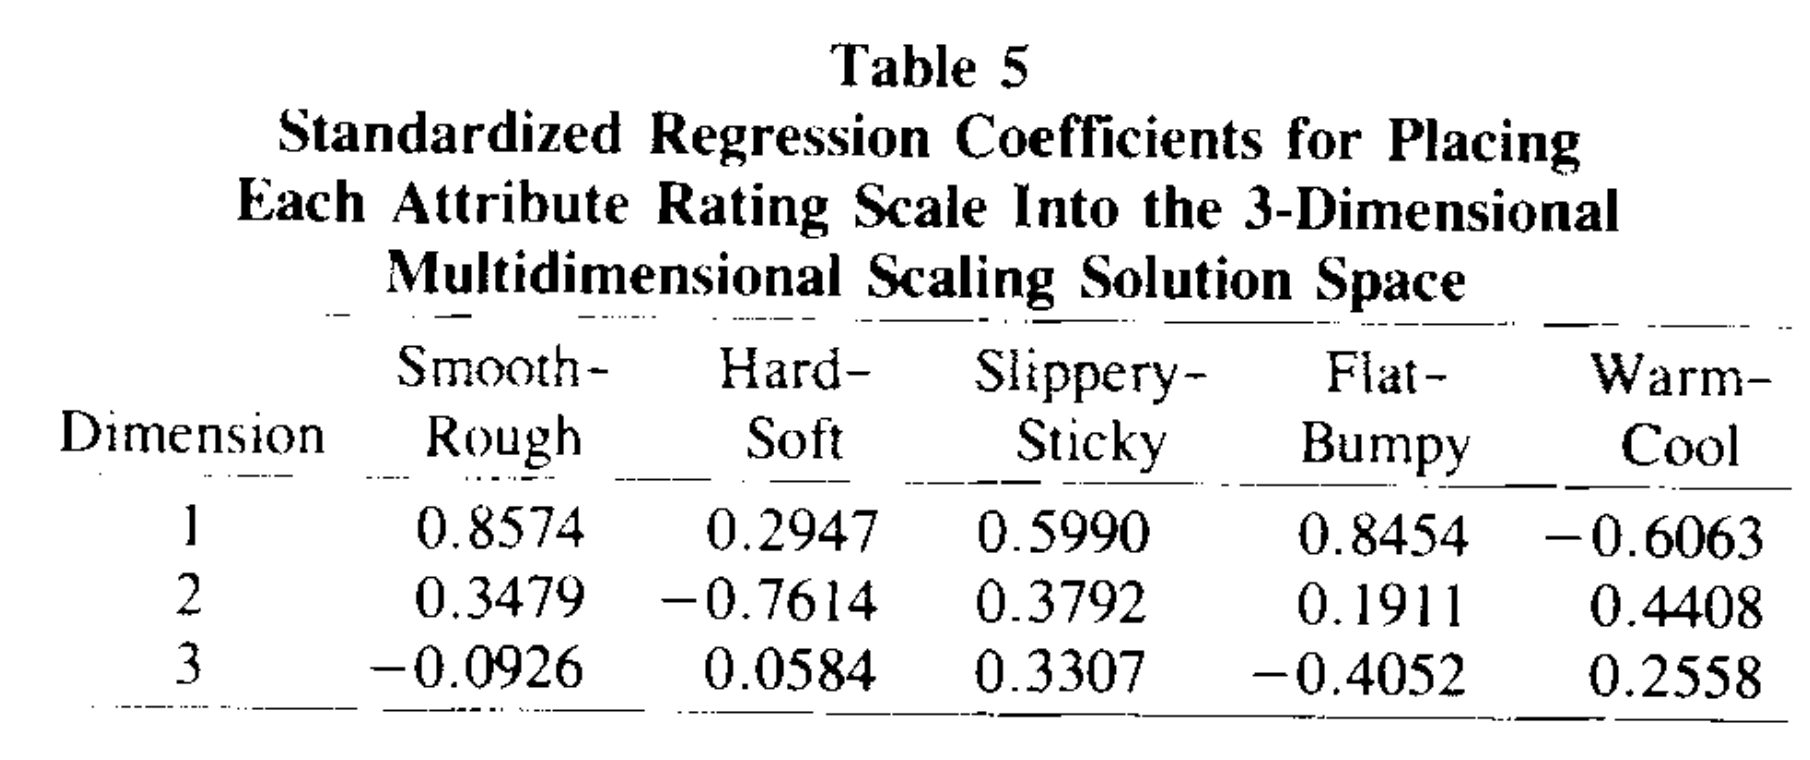 Table 5
Standardized Regression Coefficients for Placing
Each Attribute Rating Scale Into the 3-Dimensional
Multidimensional Scaling Solution Space
Smooth- Hard- Slippery- Flat- Warm-
Dimension Rough Soft Sticky Bumpy Cool
1 0.8574 0.2947 0.5990 0.8454 −0.6063
2 0.3479 −0.7614 0.3792 0.1911 0.4408
3 −0.0926 0.0584 0.3307 −0.4052 0.2558